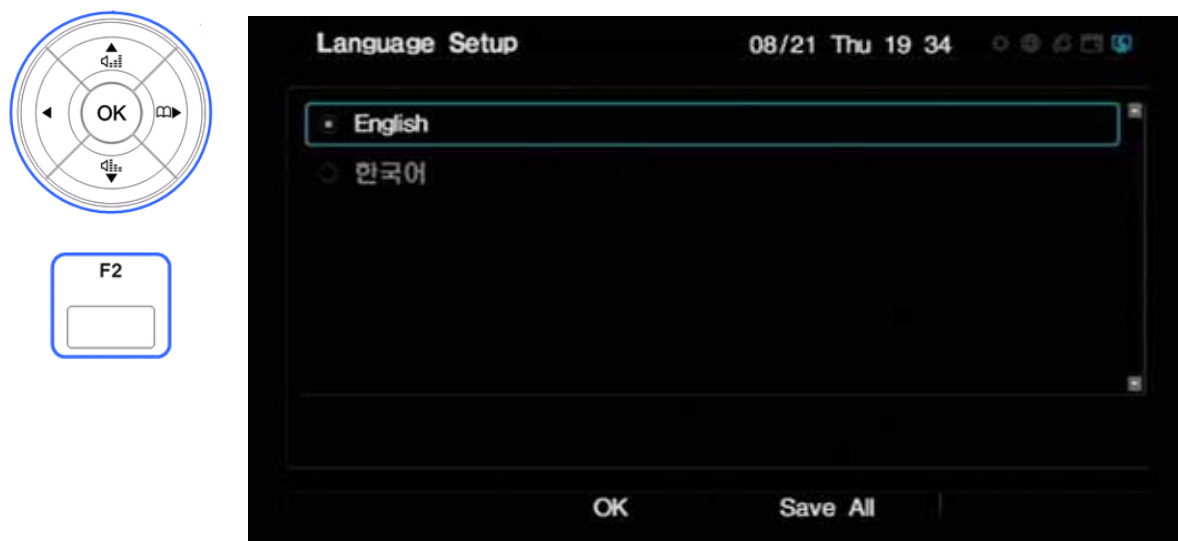 OK
F2
Language Setup 08/21 Thu 19 34
English
한국어
OK Save All